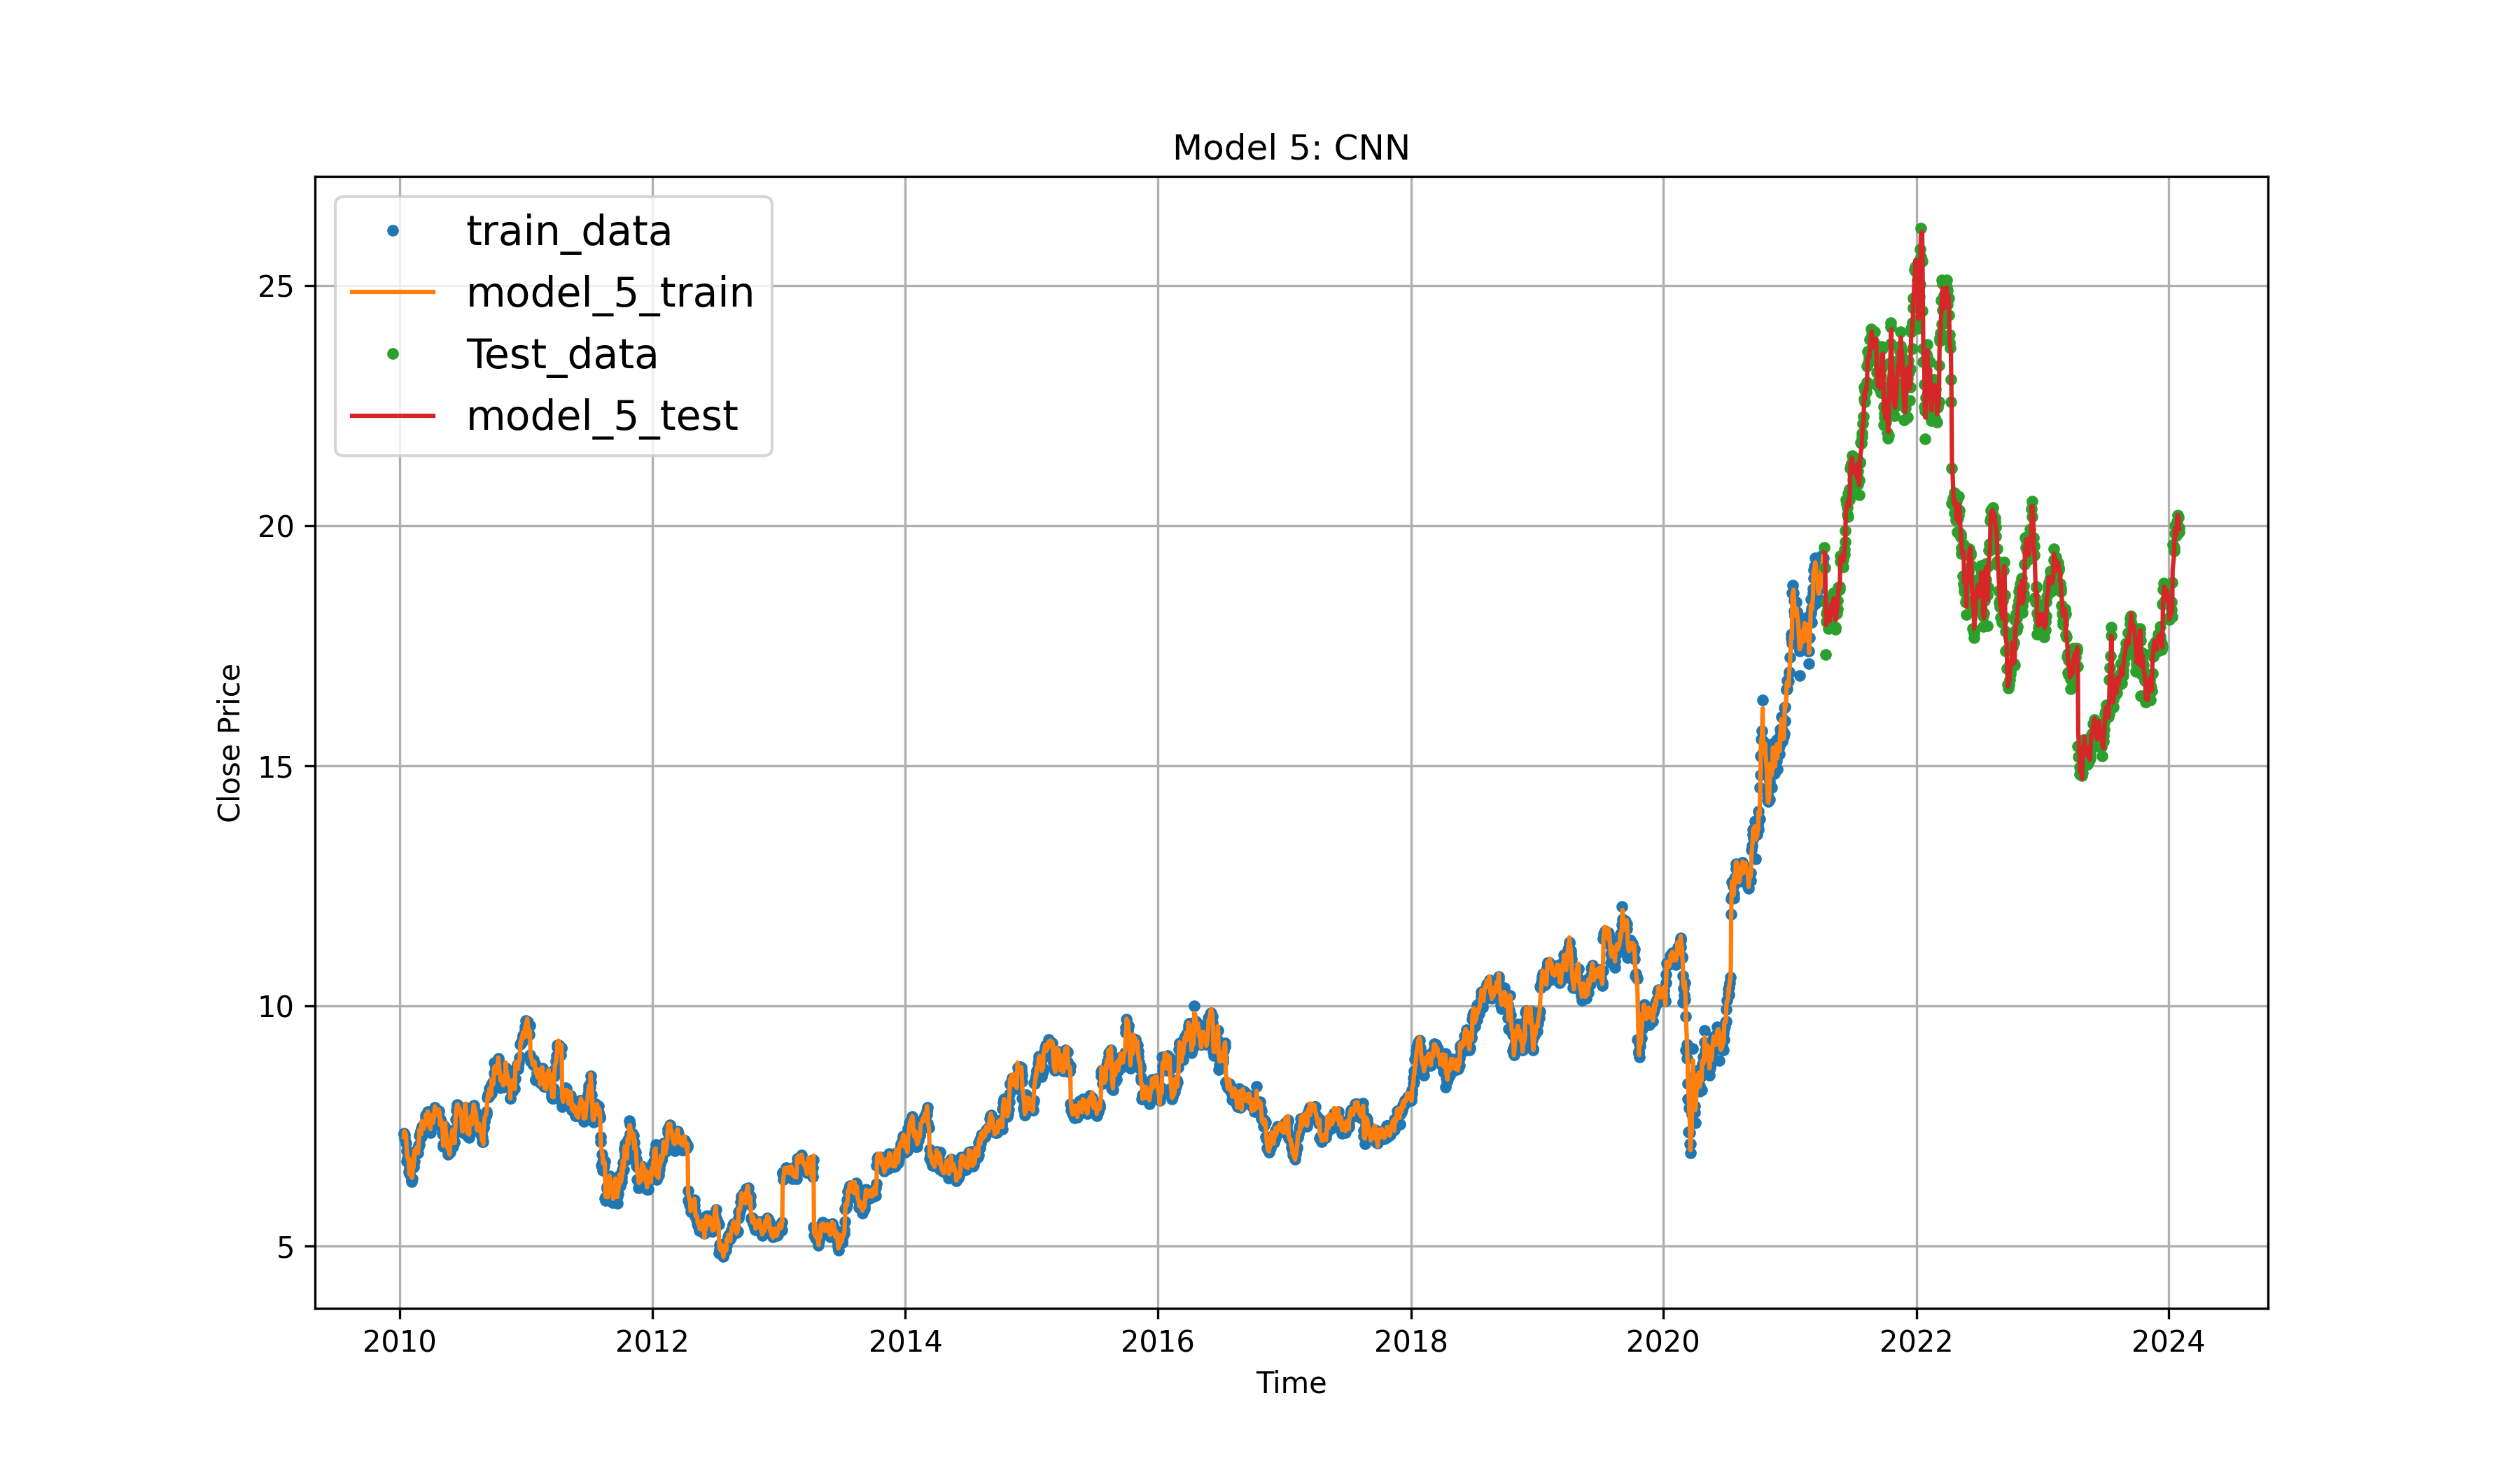 Model 5: CNN
train_data
model_5_train
Test_data
model_5_test
25
20
15
10
5
Close Price
2010 2012 2014 2016 2018 2020 2022 2024
Time